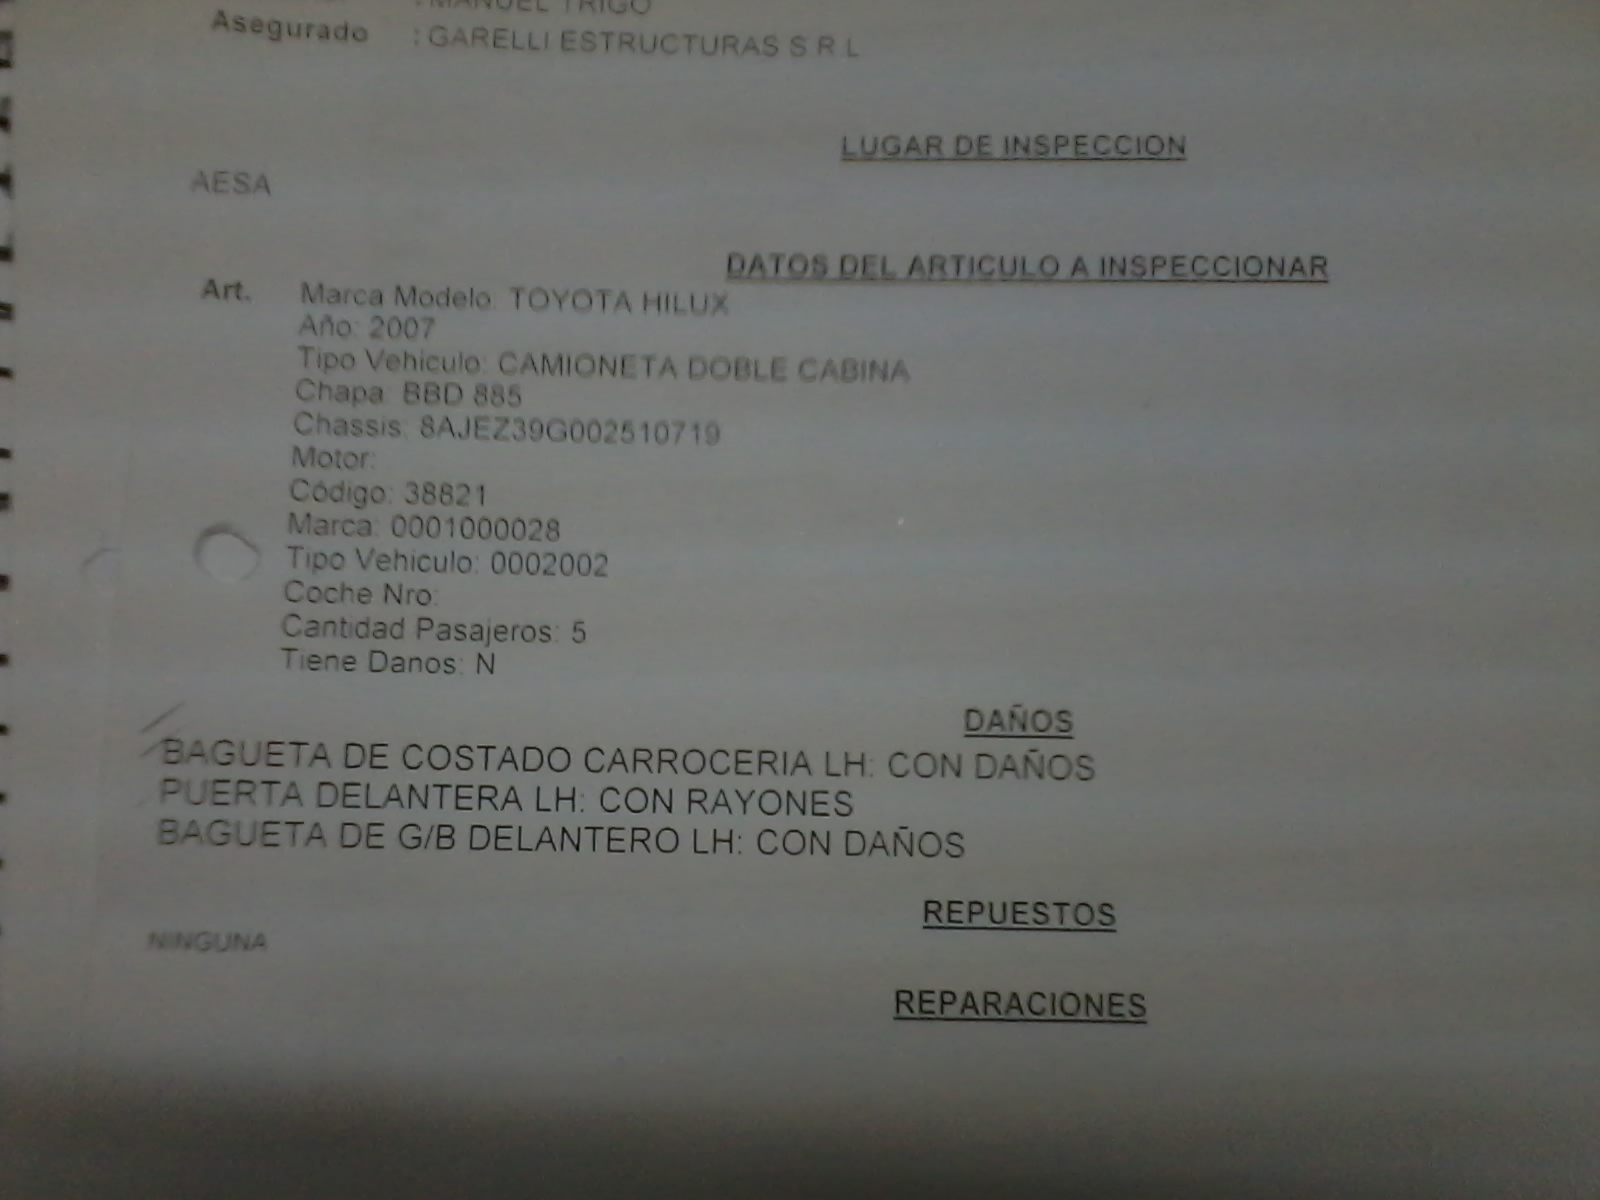 : MANUEL TRIGO
Asegurado : GARELLI ESTRUCTURAS S R L
LUGAR DE INSPECCION
AESA
DATOS DEL ARTICULO A INSPECCIONAR
Art. Marca Modelo: TOYOTA HILUX
Año: 2007
Tipo Vehiculo: CAMIONETA DOBLE CABINA
Chapa: BBD 885
Chassis: 8AJEZ39G002510719
Motor:
Código: 38821
Marca: 0001000028
Tipo Vehiculo: 0002002
Coche Nro:
Cantidad Pasajeros: 5
Tiene Danos: N
DAÑOS
BAGUETA DE COSTADO CARROCERIA LH: CON DAÑOS
PUERTA DELANTERA LH: CON RAYONES
BAGUETA DE G/B DELANTERO LH: CON DAÑOS
REPUESTOS
NINGUNA
REPARACIONES